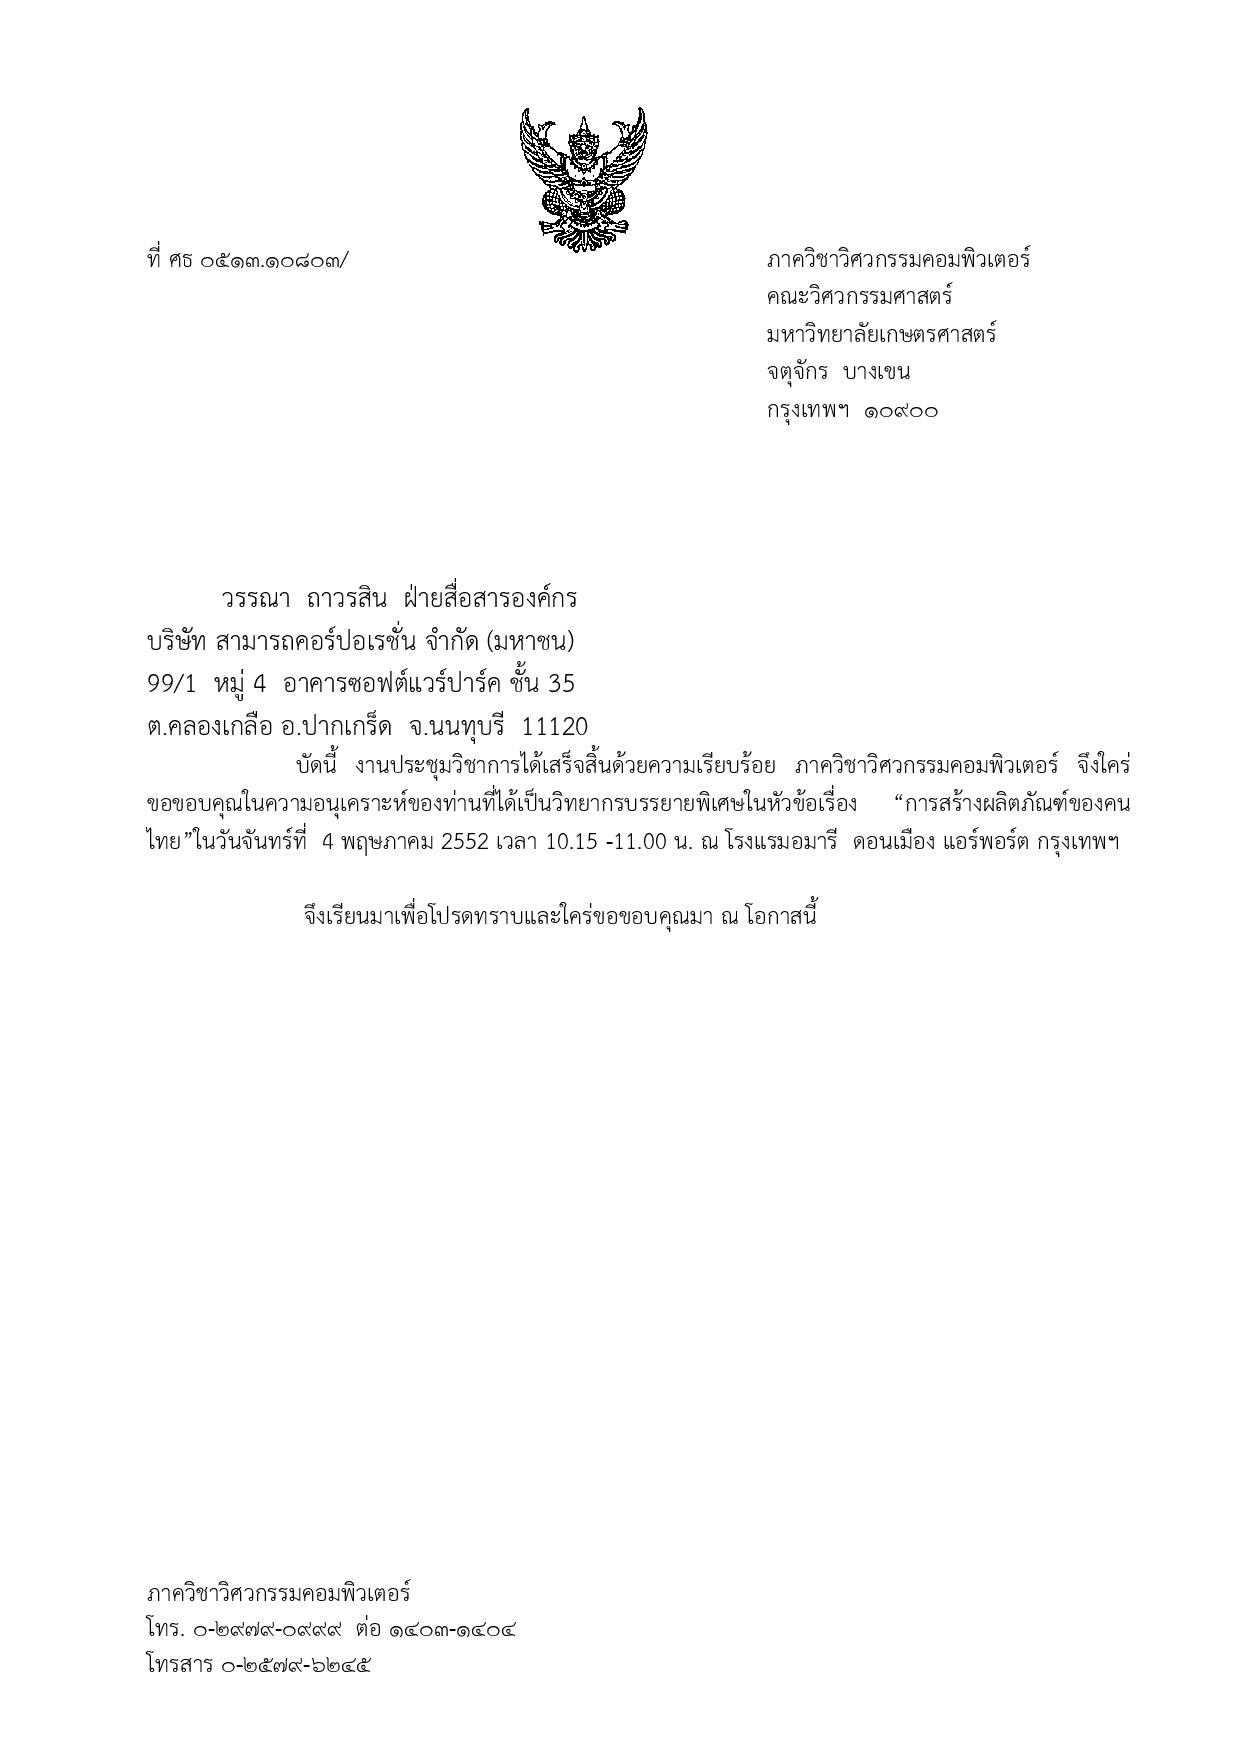 ที่ ศธ ๐๕๑๓.๑๐๘๐๓/
ภาควิชาวิศวกรรมคอมพิวเตอร์
คณะวิศวกรรมศาสตร์
มหาวิทยาลัยเกษตรศาสตร์
จตุจักร บางเขน
กรุงเทพฯ ๑๐๙๐๐
วรรณา ถาวรสิน ฝ่ายสื่อสารองค์กร
บริษัท สามารถคอร์ปอเรชั่น จำกัด (มหาชน)
99/1 หมู่ 4 อาคารซอฟต์แวร์ปาร์ค ชั้น 35
ต.คลองเกลือ อ.ปากเกร็ด จ.นนทุบรี 11120
บัดนี้ งานประชุมวิชาการได้เสร็จสิ้นด้วยความเรียบร้อย ภาควิชาวิศวกรรมคอมพิวเตอร์ จึงใคร่
ขอขอบคุณในความอนุเคราะห์ของท่านที่ได้เป็นวิทยากรบรรยายพิเศษในหัวข้อเรื่อง “การสร้างผลิตภัณฑ์ของคน
ไทย”ในวันจันทร์ที่ 4 พฤษภาคม 2552 เวลา 10.15 -11.00 น. ณ โรงแรมอมารี ดอนเมือง แอร์พอร์ต กรุงเทพฯ
จึงเรียนมาเพื่อโปรดทราบและใคร่ขอขอบคุณมา ณ โอกาสนี้
ภาควิชาวิศวกรรมคอมพิวเตอร์
โทร. ๐-๒๙๗๙-๐๙๙๙ ต่อ ๑๔๐๓-๑๔๐๔
โทรสาร ๐-๒๕๗๙-๖๒๔๕